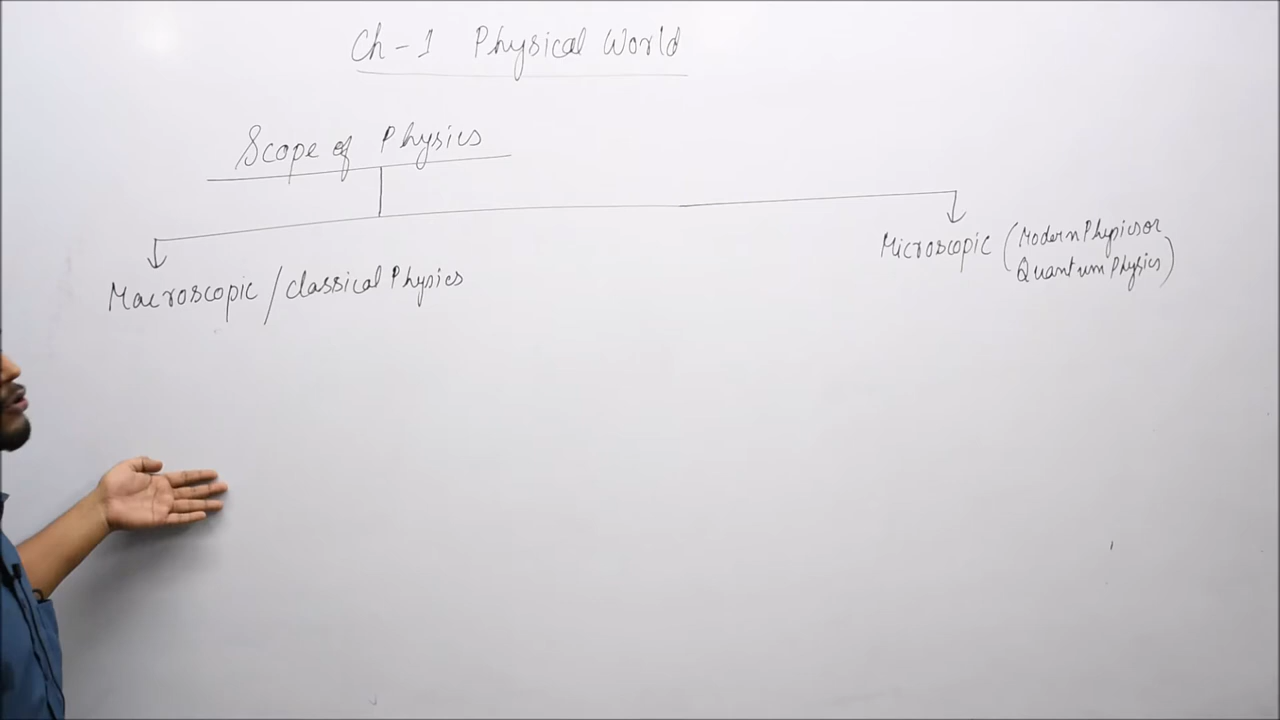 Ch-1 Physical World
Scope of Physics
Macroscopic / classical Physics
Microscopic (Modern Physics or
Quantum Physics)